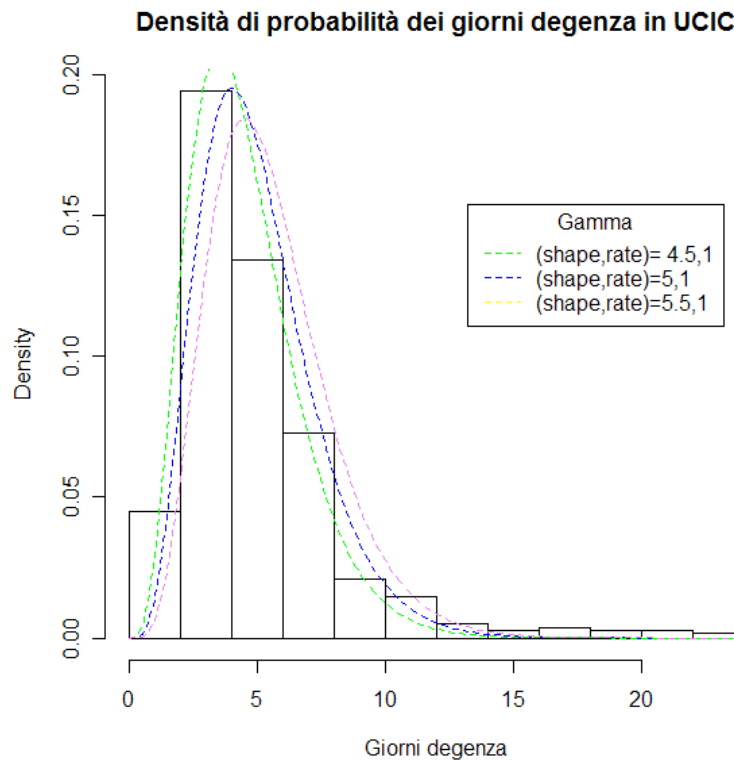 Densità di probabilità dei giorni degenza in UCIC
0.20
0.15
0.10
0.05
0.00
Density
Gamma
(shape,rate)= 4.5,1
(shape,rate)=5,1
(shape,rate)=5.5,1
0 5 10 15 20
Giorni degenza